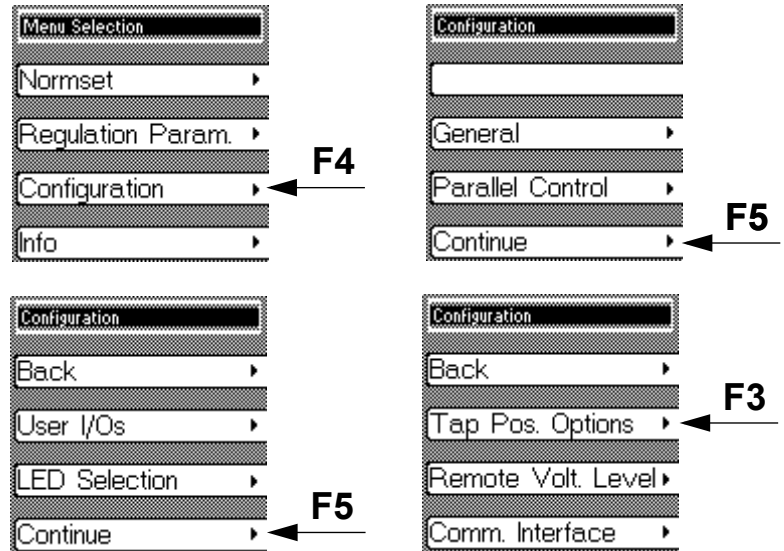 Menu Selection
Normset
Regulation Param.
Configuration
F4
Info
Configuration
General
Parallel Control
Continue
F5
Configuration
Back
User I/Os
LED Selection
Continue
F5
Configuration
Back
Tap Pos. Options
F3
Remote Volt. Level
Comm. Interface